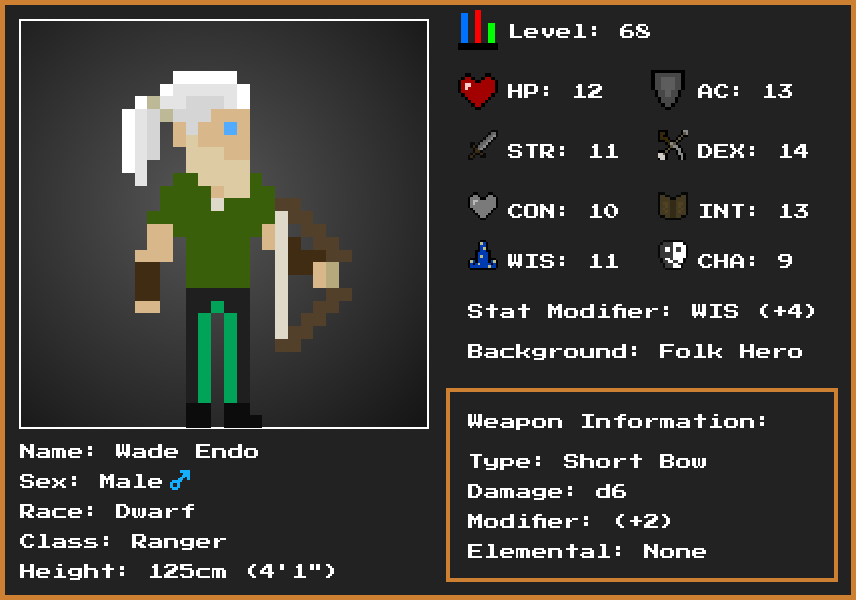 Level: 68
HP: 12
AC: 13
STR: 11
DEX: 14
CON: 10
INT: 13
WIS: 11
CHA: 9
Stat Modifier: WIS (+4)
Background: Folk Hero
Weapon Information:
Type: Short Bow
Damage: d6
Modifier: (+2)
Elemental: None
Name: Wade Endo
Sex: Male♂
Race: Dwarf
Class: Ranger
Height: 125cm (4'1")